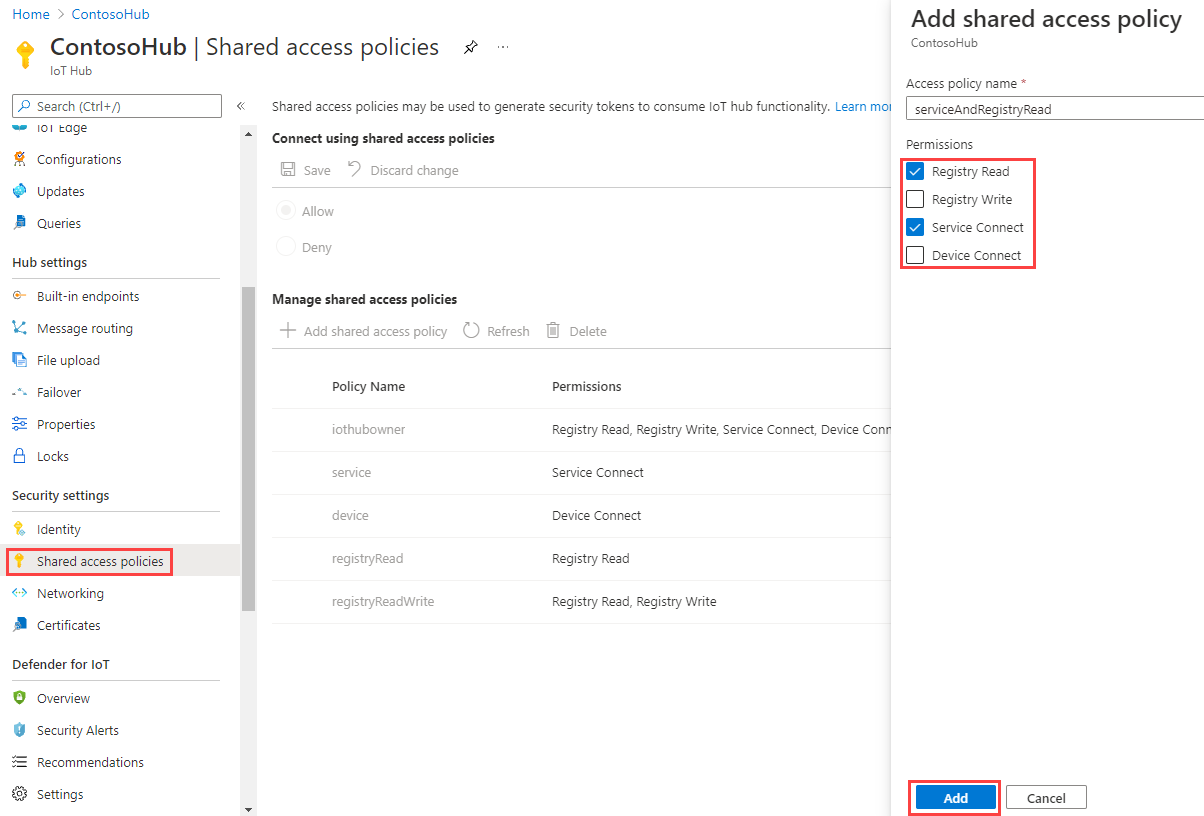 Home > ContosoHub
ContosoHub | Shared access policies ...
IoT Hub
Search (Ctrl+/)
«
IoT Edge
Configurations
Updates
Queries
Hub settings
Built-in endpoints
Message routing
File upload
Failover
Properties
Locks
Security settings
Identity
Shared access policies
Networking
Certificates
Defender for IoT
Overview
Security Alerts
Recommendations
Settings
Shared access policies may be used to generate security tokens to consume IoT hub functionality. Learn mor
Connect using shared access policies
Save Discard change
Allow
Deny
Manage shared access policies
Add shared access policy Refresh Delete
Policy Name Permissions
iothubowner Registry Read, Registry Write, Service Connect, Device Conn
service Service Connect
device Device Connect
registryRead Registry Read
registryReadWrite Registry Read, Registry Write
Add shared access policy
ContosoHub
Access policy name *
serviceAndRegistryRead
Permissions
Registry Read
Registry Write
Service Connect
Device Connect
Add Cancel